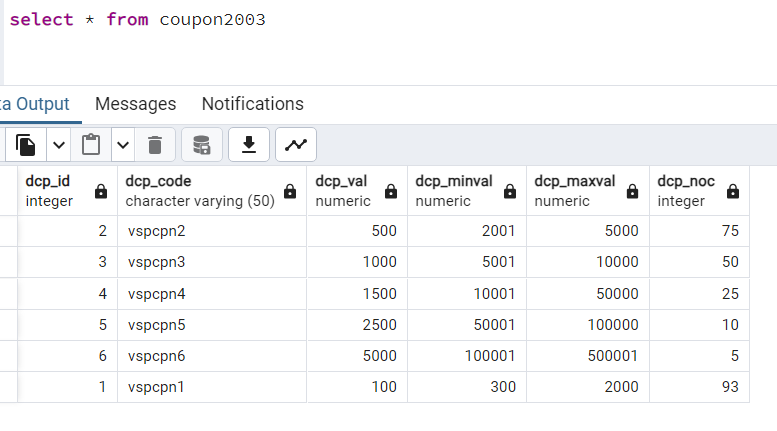 select * from coupon2003
ta Output Messages Notifications
dcp_id dcp_code dcp_val dcp_minval dcp_maxval dcp_noc
integer character varying (50) numeric numeric numeric integer
2 vspcpn2 500 2001 5000 75
3 vspcpn3 1000 5001 10000 50
4 vspcpn4 1500 10001 50000 25
5 vspcpn5 2500 50001 100000 10
6 vspcpn6 5000 100001 500001 5
1 vspcpn1 100 300 2000 93